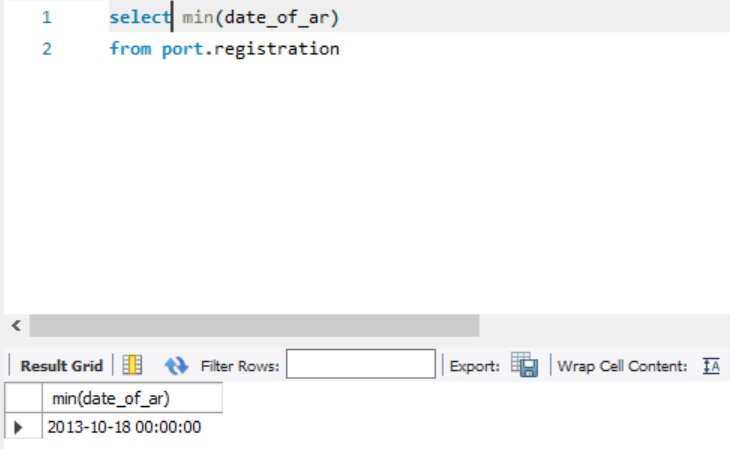 1 select min(date_of_ar)
2 from port.registration
Result Grid Filter Rows: Export: Wrap Cell Content: IA
min(date_of_ar)
2013-10-18 00:00:00